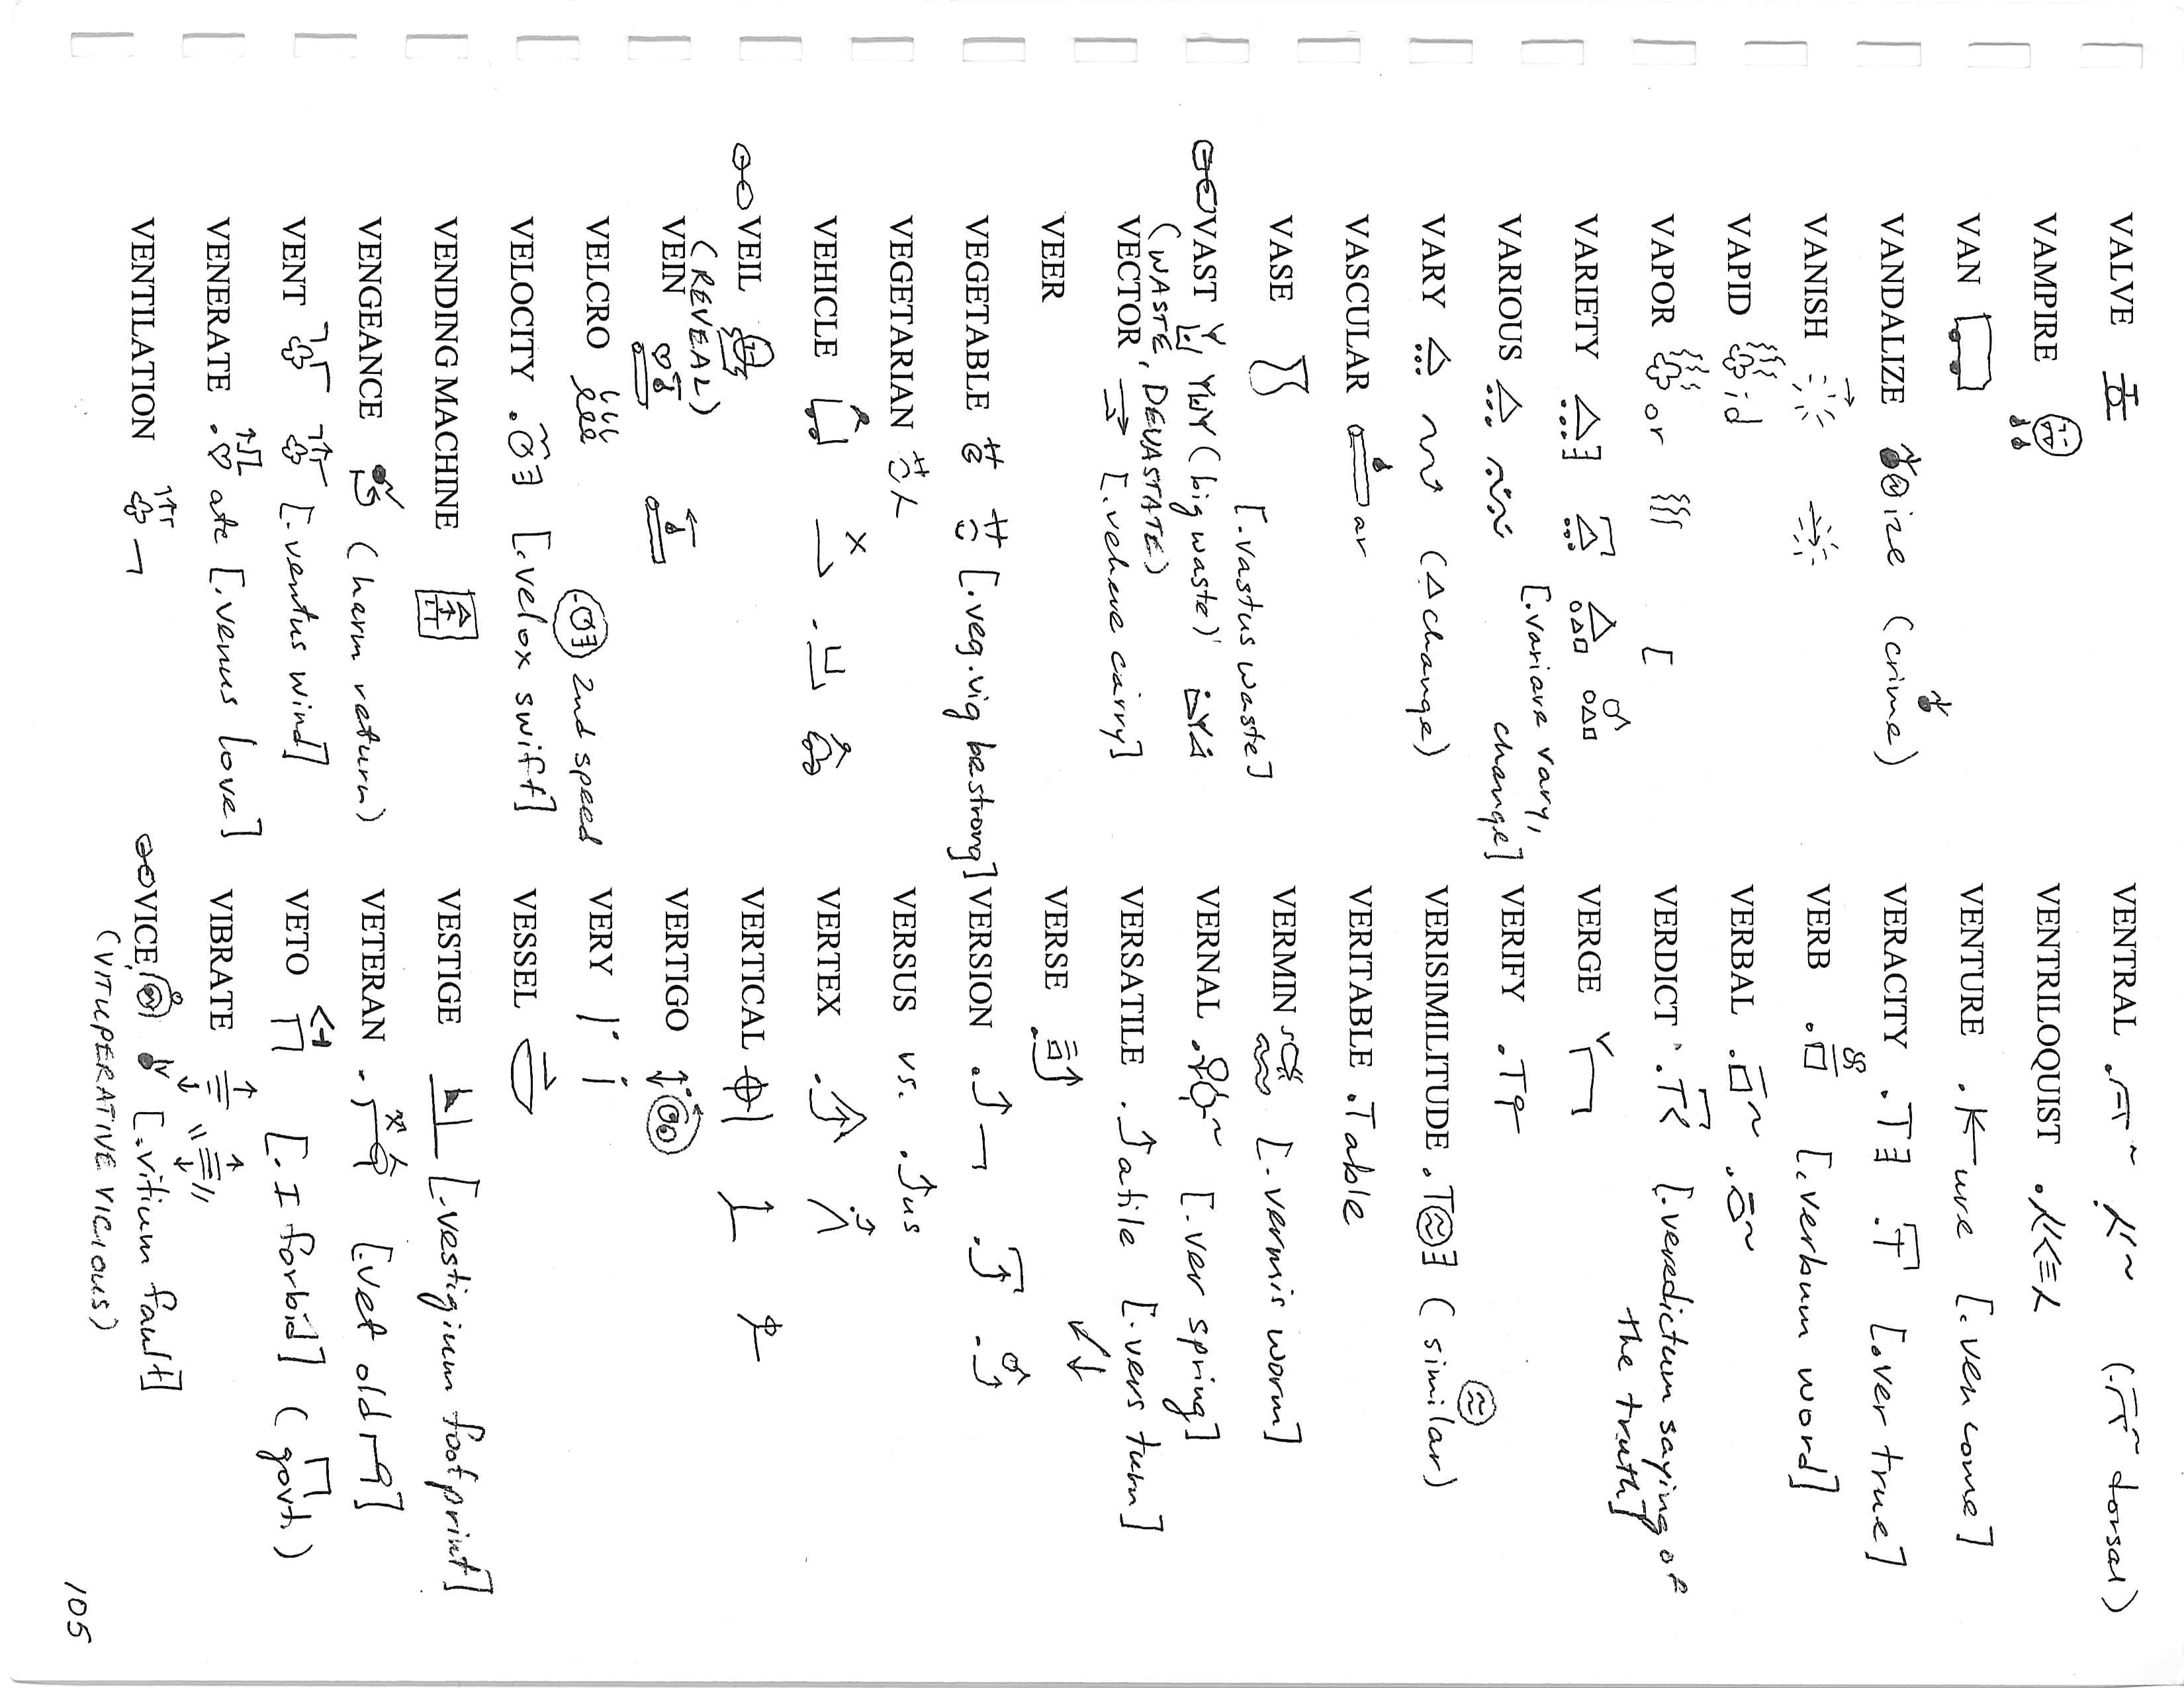 VALVE
VAMPIRE
VAN
VANDALIZE ize (crime)
VANISH
VAPID id
VAPOR or [
VARIETY
VARIOUS [.variare vary, change]
VARY (△ change)
VASCULAR ar
VASE [.vastus waste]
VAST (big waste)
(WASTE, DEVASTATE)
VECTOR → [.vehere carry]
VEER
VEGETABLE [.veg.vig be strong]
VEGETARIAN
VEHICLE
VEIL
(REVEAL)
VEIN
VELCRO 2nd speed
VELOCITY [.velox swift]
VENDING MACHINE
VENGEANCE (harm return)
VENT [.ventus wind]
VENERATE ate [.venus love]
VENTILATION
VENTRAL (dorsal)
VENTRILOQUIST
VENTURE ure [.ven come]
VERACITY [.ver true]
VERB [.verbum word]
VERBAL
VERDICT [.veredictum saying of the truth]
VERGE
VERIFY
VERISIMILITUDE (similar)
VERITABLE .Table
VERMIN [.vermis worm]
VERNAL [.ver spring]
VERSATILE atile [.vers turn]
VERSE
VERSION
VERSUS vs. us
VERTEX
VERTICAL
VERTIGO
VERY
VESSEL
VESTIGE [.vestigium footprint]
VETERAN [.vet old]
VETO [.I forbid] (govt.)
VIBRATE
VICE [.vitium fault]
(VITUPERATIVE VICIOUS)
105